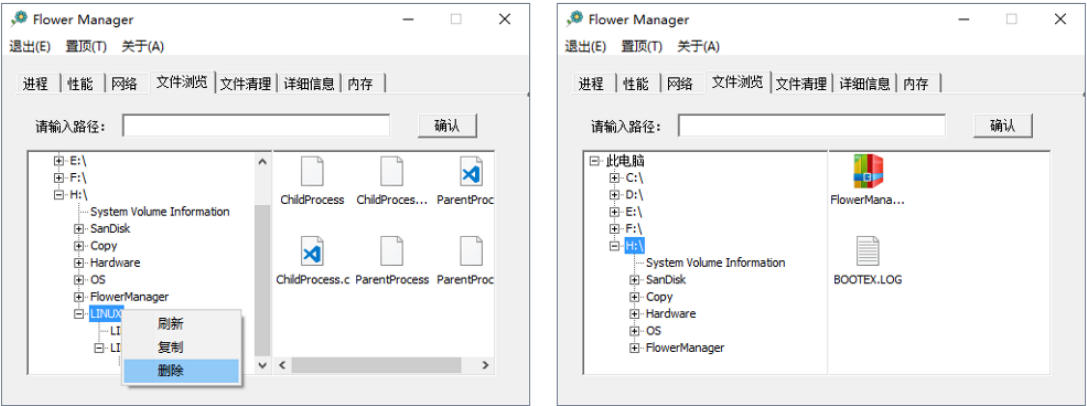 Flower Manager
退出(E) 置顶(T) 关于(A)
进程 性能 网络 文件浏览 文件清理 详细信息 内存
请输入路径: 确认
E:\
F:\
H:\
System Volume Information
SanDisk
Copy
Hardware
OS
FlowerManager
LINUX
LI
LI
刷新
复制
删除
ChildProcess ChildProces... ParentProc
ChildProcess.c ParentProcess ParentProc
Flower Manager
退出(E) 置顶(T) 关于(A)
进程 性能 网络 文件浏览 文件清理 详细信息 内存
请输入路径: 确认
此电脑
C:\
D:\
E:\
F:\
H:\
System Volume Information
SanDisk
Copy
Hardware
OS
FlowerManager
FlowerMana...
BOOTEX.LOG